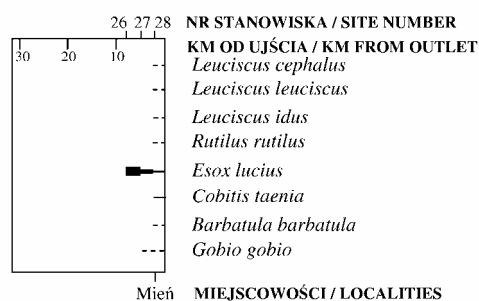 26 27 28 NR STANOWISKA / SITE NUMBER
KM OD UJŚCIA / KM FROM OUTLET
30 20 10
Leuciscus cephalus
Leuciscus leuciscus
Leuciscus idus
Rutilus rutilus
Esox lucius
Cobitis taenia
Barbatula barbatula
Gobio gobio
Mień MIEJSCOWOŚCI / LOCALITIES